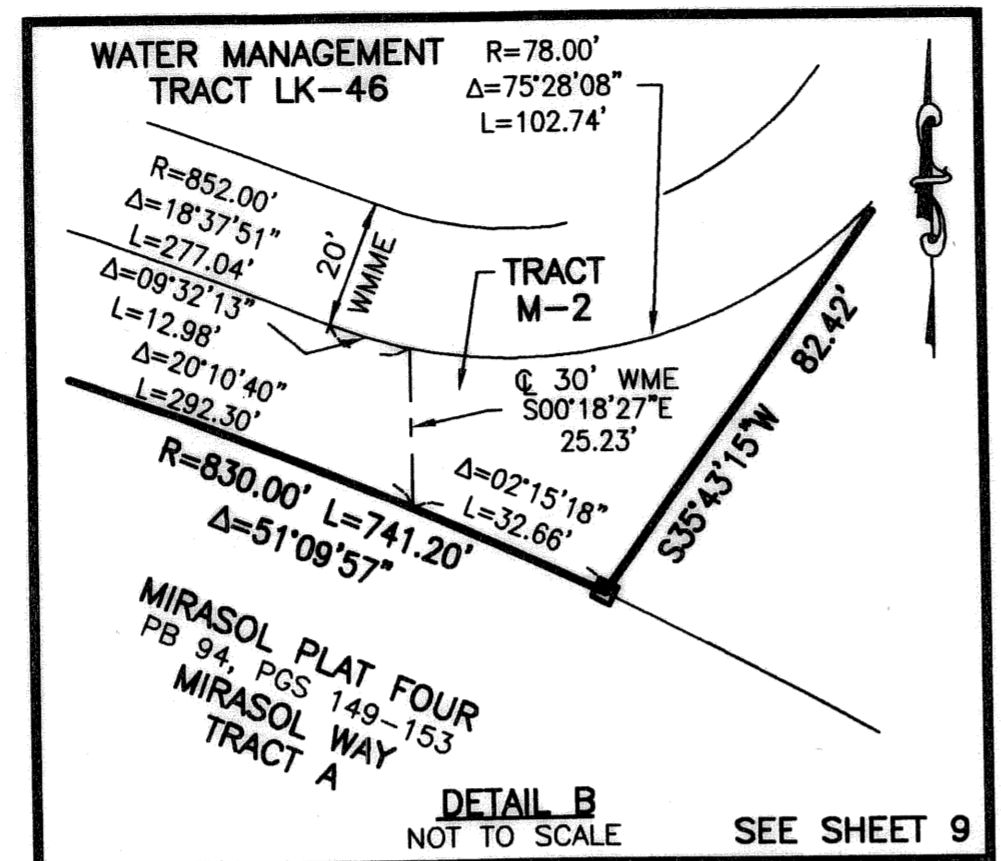 WATER MANAGEMENT
TRACT LK-46
R=78.00'
Δ=75°28'08"
L=102.74'
R=852.00'
Δ=18°37'51"
L=277.04'
Δ=09°32'13"
L=12.98'
Δ=20°10'40"
L=292.30'
20'
WMME
TRACT
M-2
℄ 30' WME
S00°18'27"E
25.23'
82.42'
S35°43'15"W
Δ=02°15'18"
L=32.66'
R=830.00' L=741.20'
Δ=51°09'57"
MIRASOL PLAT FOUR
PB 94, PGS 149-153
MIRASOL WAY
TRACT A
DETAIL B
NOT TO SCALE
SEE SHEET 9